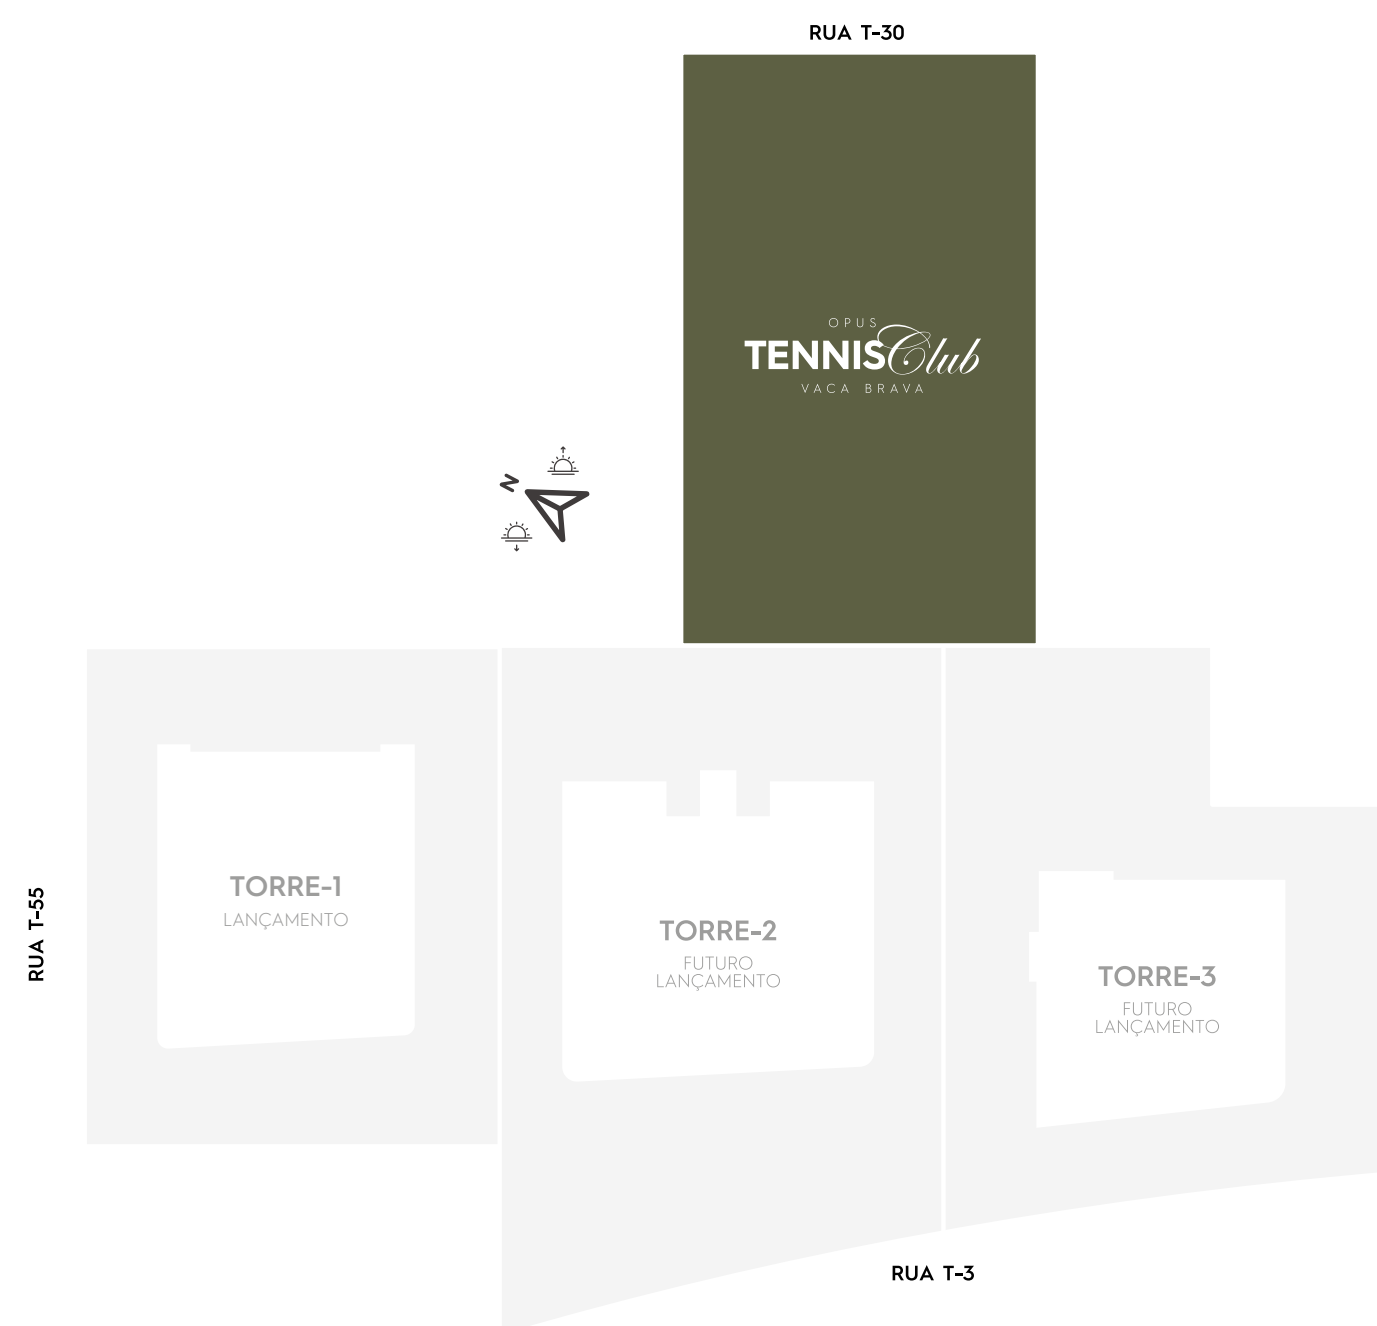 RUA T-30
OPUS
TENNIS Club
VACA BRAVA
N
TORRE-1
LANÇAMENTO
TORRE-2
FUTURO
LANÇAMENTO
TORRE-3
FUTURO
LANÇAMENTO
RUA T-55
RUA T-3